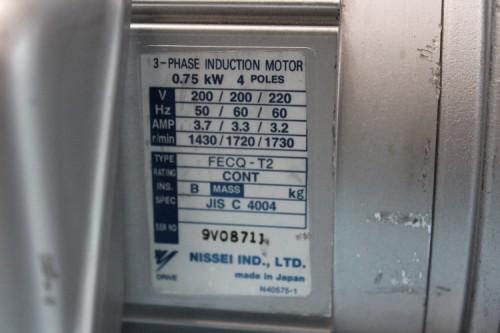 3-PHASE INDUCTION MOTOR
0.75 kW 4 POLES
V 200 / 200 / 220
Hz 50 / 60 / 60
AMP 3.7 / 3.3 / 3.2
r/min 1430 / 1720 / 1730
TYPE FECQ-T2
RATING CONT
INS. B MASS kg
SPEC JIS C 4004
SER NO 9V08711
NISSEI IND., LTD.
DRIVE made in Japan
N40575-1